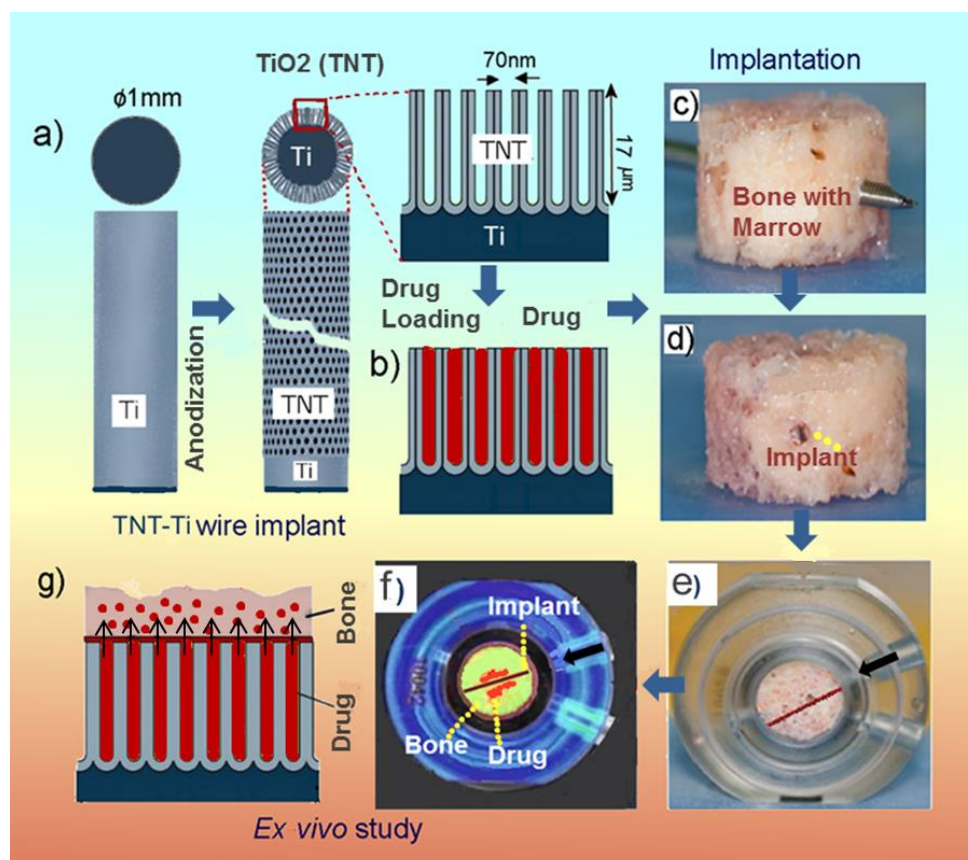 TiO2 (TNT)
70nm
Implantation
ϕ1mm
a)
c)
Ti
TNT
17 µm
Bone with
Marrow
Ti
Drug
Loading
Drug
d)
b)
Anodization
Ti
TNT
Implant
Ti
TNT-Ti wire implant
g)
f)
e)
Bone
Implant
Drug
Bone
Drug
Ex vivo study